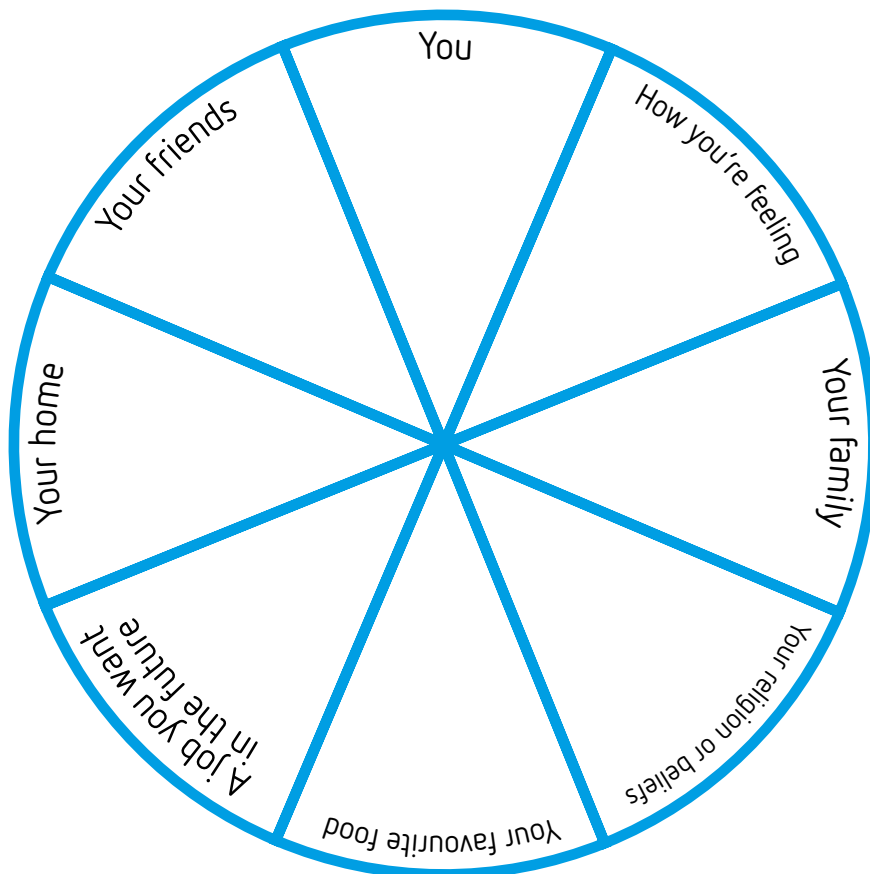 You
How you're feeling
Your family
Your religion or beliefs
Your favourite food
A job you want
in the future
Your home
Your friends